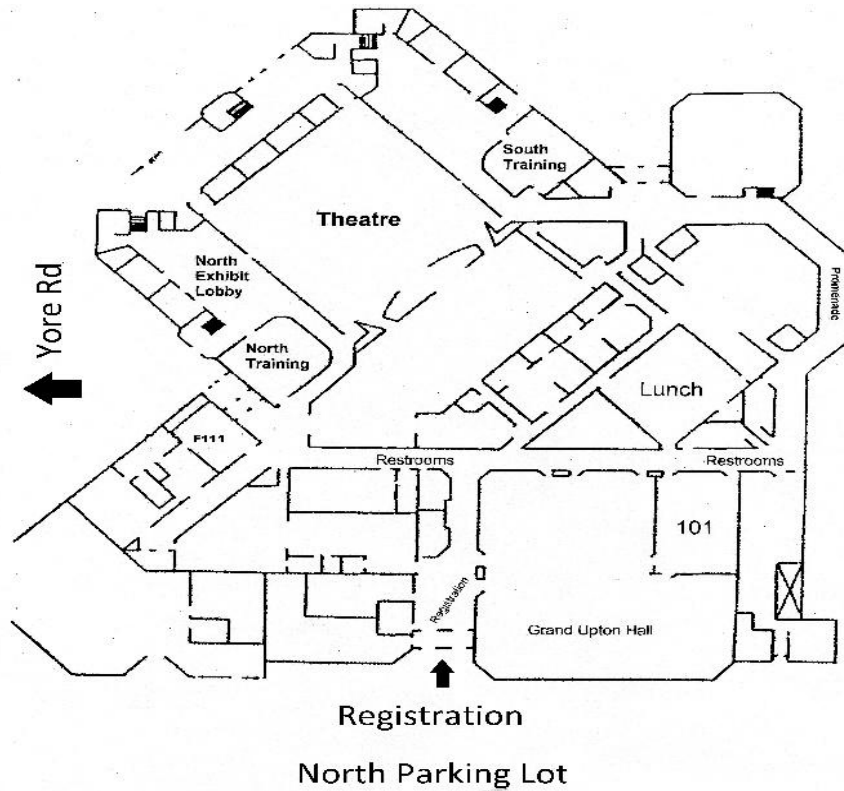 South
Training
Theatre
North
Exhibit
Lobby
Promenade
Yore Rd
North
Training
Lunch
F111
Restrooms
Restrooms
101
Registration
Grand Upton Hall
Registration
North Parking Lot